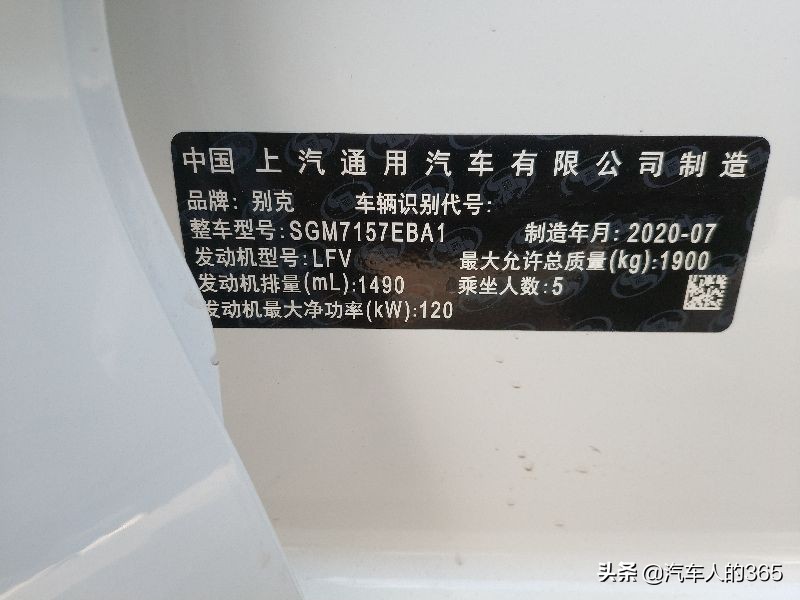 中国上汽通用汽车有限公司制造
品牌: 别克 车辆识别代号:
整车型号:SGM7157EBA1 制造年月: 2020-07
发动机型号:LFV 最大允许总质量(kg):1900
发动机排量(mL):1490 乘坐人数:5
发动机最大净功率(kW):120
头条 @汽车人的365